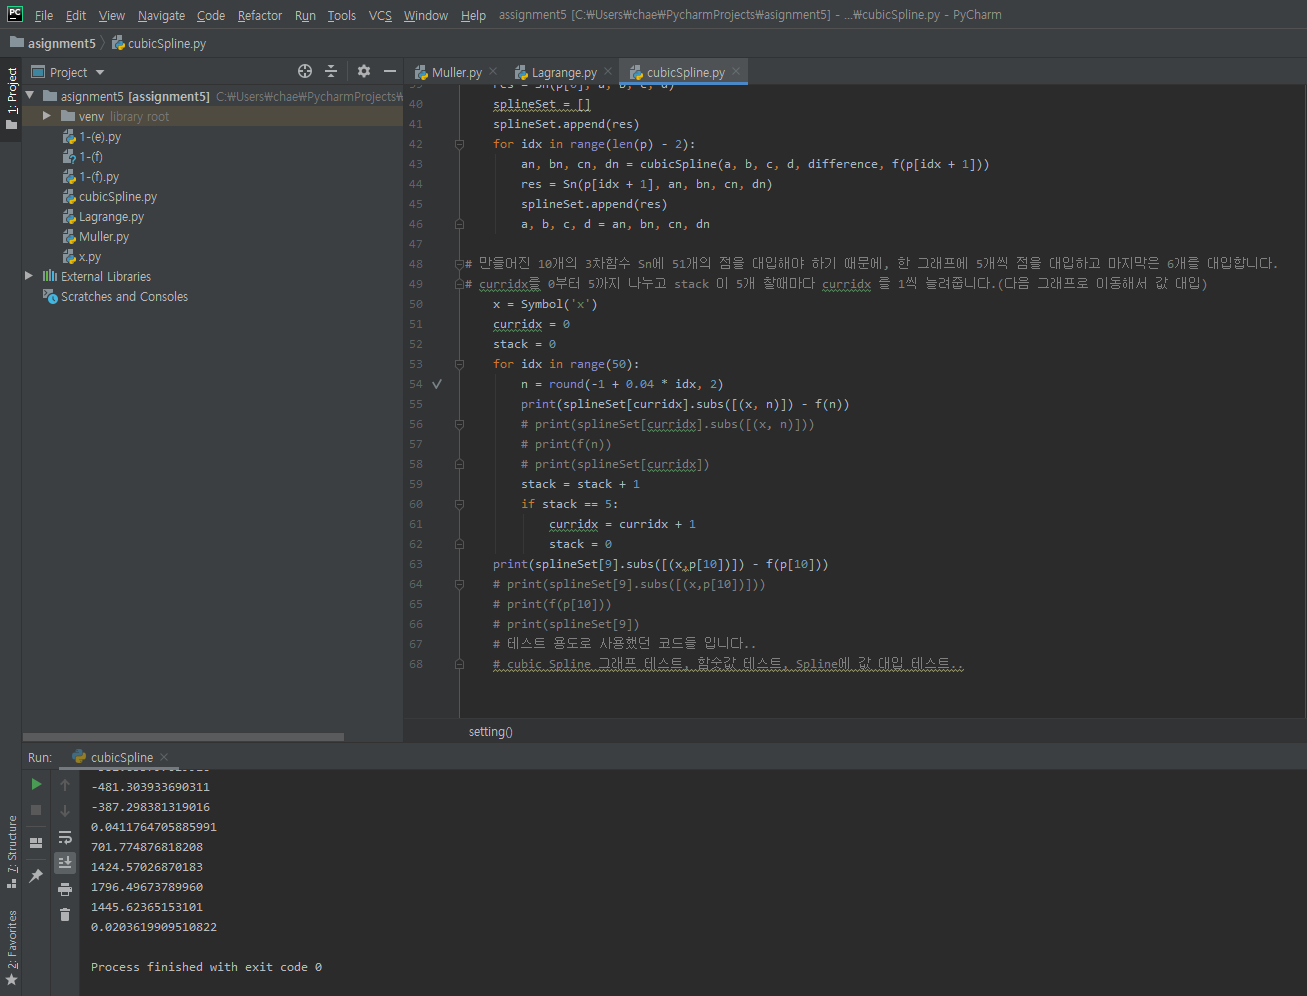 PC File Edit View Navigate Code Refactor Run Tools VCS Window Help asignment5 [C:₩Users₩chae₩PycharmProjects₩asignment5] - ...₩cubicSpline.py - PyCharm
asignment5 cubicSpline.py
Project
Muller.py
Lagrange.py
cubicSpline.py
1: Project
asignment5 [assignment5] C:₩Users₩chae₩PycharmProjects₩
venv library root
1-(e).py
1-(f)
1-(f).py
cubicSpline.py
Lagrange.py
Muller.py
x.py
External Libraries
Scratches and Consoles
40 splineSet = []
41 splineSet.append(res)
42 for idx in range(len(p) - 2):
43 an, bn, cn, dn = cubicSpline(a, b, c, d, difference, f(p[idx + 1]))
44 res = Sn(p[idx + 1], an, bn, cn, dn)
45 splineSet.append(res)
46 a, b, c, d = an, bn, cn, dn
47
48 # 만들어진 10개의 3차함수 Sn에 51개의 점을 대입해야 하기 때문에, 한 그래프에 5개씩 점을 대입하고 마지막은 6개를 대입합니다.
49 # curridx를 0부터 5까지 나누고 stack 이 5개 찰때마다 curridx 를 1씩 늘려줍니다.(다음 그래프로 이동해서 값 대입)
50 x = Symbol('x')
51 curridx = 0
52 stack = 0
53 for idx in range(50):
54 n = round(-1 + 0.04 * idx, 2)
55 print(splineSet[curridx].subs([(x, n)]) - f(n))
56 # print(splineSet[curridx].subs([(x, n)]))
57 # print(f(n))
58 # print(splineSet[curridx])
59 stack = stack + 1
60 if stack == 5:
61 curridx = curridx + 1
62 stack = 0
63 print(splineSet[9].subs([(x,p[10])]) - f(p[10]))
64 # print(splineSet[9].subs([(x,p[10])]))
65 # print(f(p[10]))
66 # print(splineSet[9])
67 # 테스트 용도로 사용했던 코드들 입니다..
68 # cubic Spline 그래프 테스트, 함숫값 테스트, Spline에 값 대입 테스트..
setting()
Run: cubicSpline
-481.303933690311
-387.298381319016
0.0411764705885991
701.774876818208
1424.57026870183
1796.49673789960
1445.62365153101
0.0203619909510822
Process finished with exit code 0
7: Structure
2: Favorites